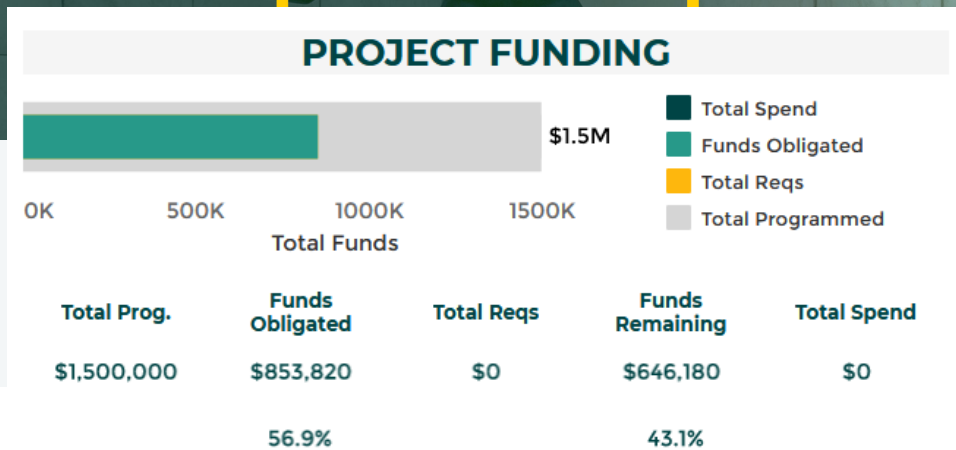 PROJECT FUNDING
$1.5M
Total Spend
Funds Obligated
Total Reqs
Total Programmed
0K 500K 1000K 1500K
Total Funds
Total Prog. Funds Obligated Total Reqs Funds Remaining Total Spend
$1,500,000 $853,820 $0 $646,180 $0
56.9% 43.1%